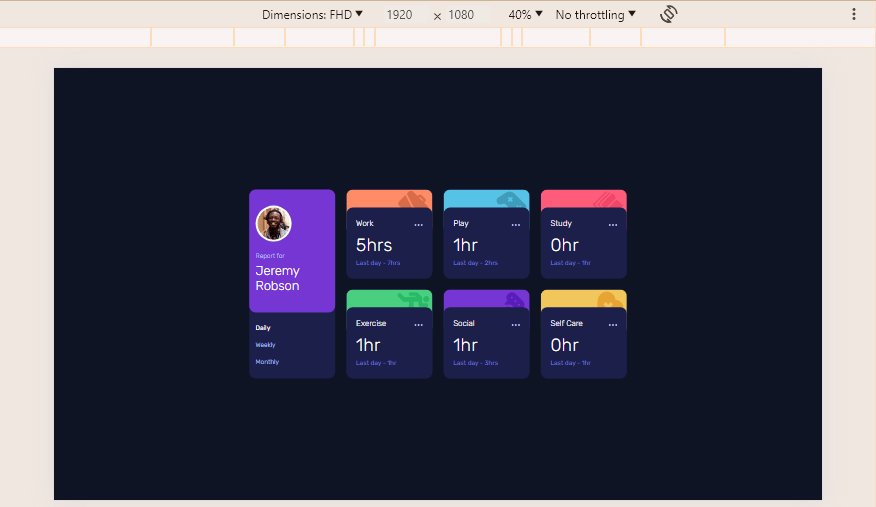 Dimensions: FHD 1920 × 1080 40% No throttling
Report for
Jeremy
Robson
Daily
Weekly
Monthly
Work
5hrs
Last day - 7hrs
Play
1hr
Last day - 2hrs
Study
0hr
Last day - 1hr
Exercise
1hr
Last day - 1hr
Social
1hr
Last day - 3hrs
Self Care
0hr
Last day - 1hr